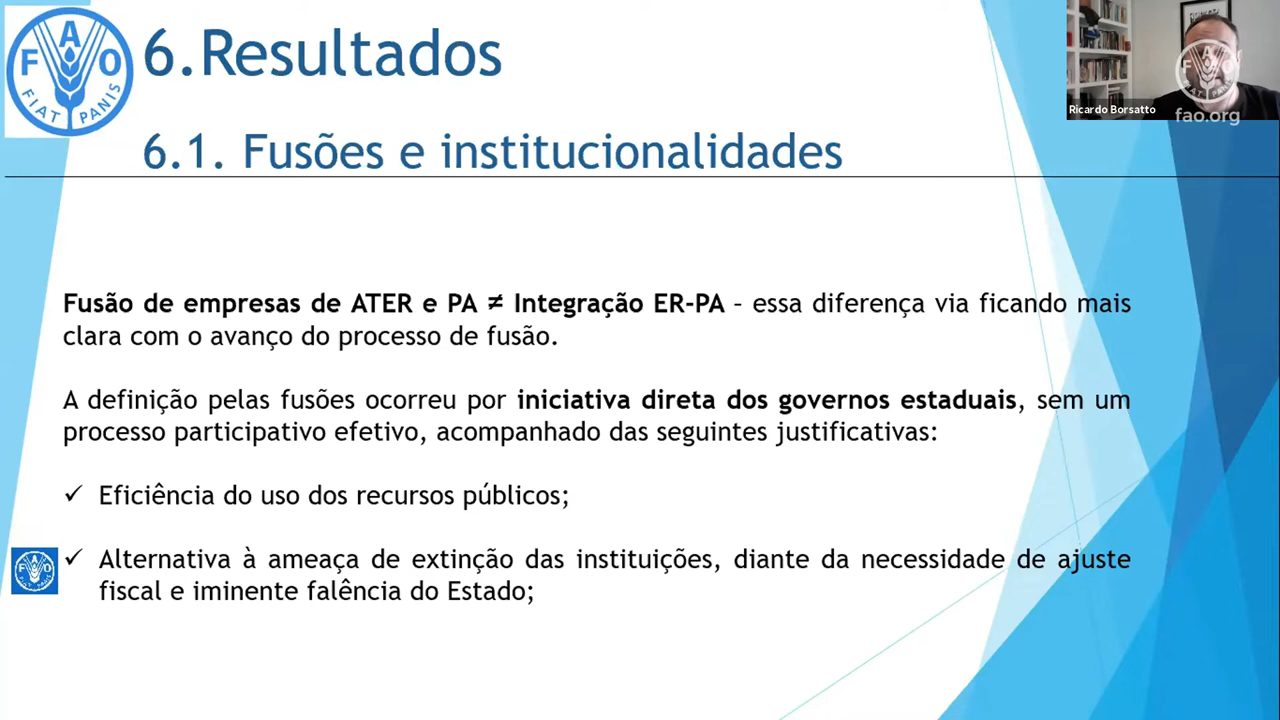 6.Resultados
6.1. Fusões e institucionalidades
Fusão de empresas de ATER e PA ≠ Integração ER-PA – essa diferença via ficando mais
clara com o avanço do processo de fusão.
A definição pelas fusões ocorreu por iniciativa direta dos governos estaduais, sem um
processo participativo efetivo, acompanhado das seguintes justificativas:
✓ Eficiência do uso dos recursos públicos;
✓ Alternativa à ameaça de extinção das instituições, diante da necessidade de ajuste
fiscal e iminente falência do Estado;
F A O
FIAT PANIS
Ricardo Borsatto
fao.org